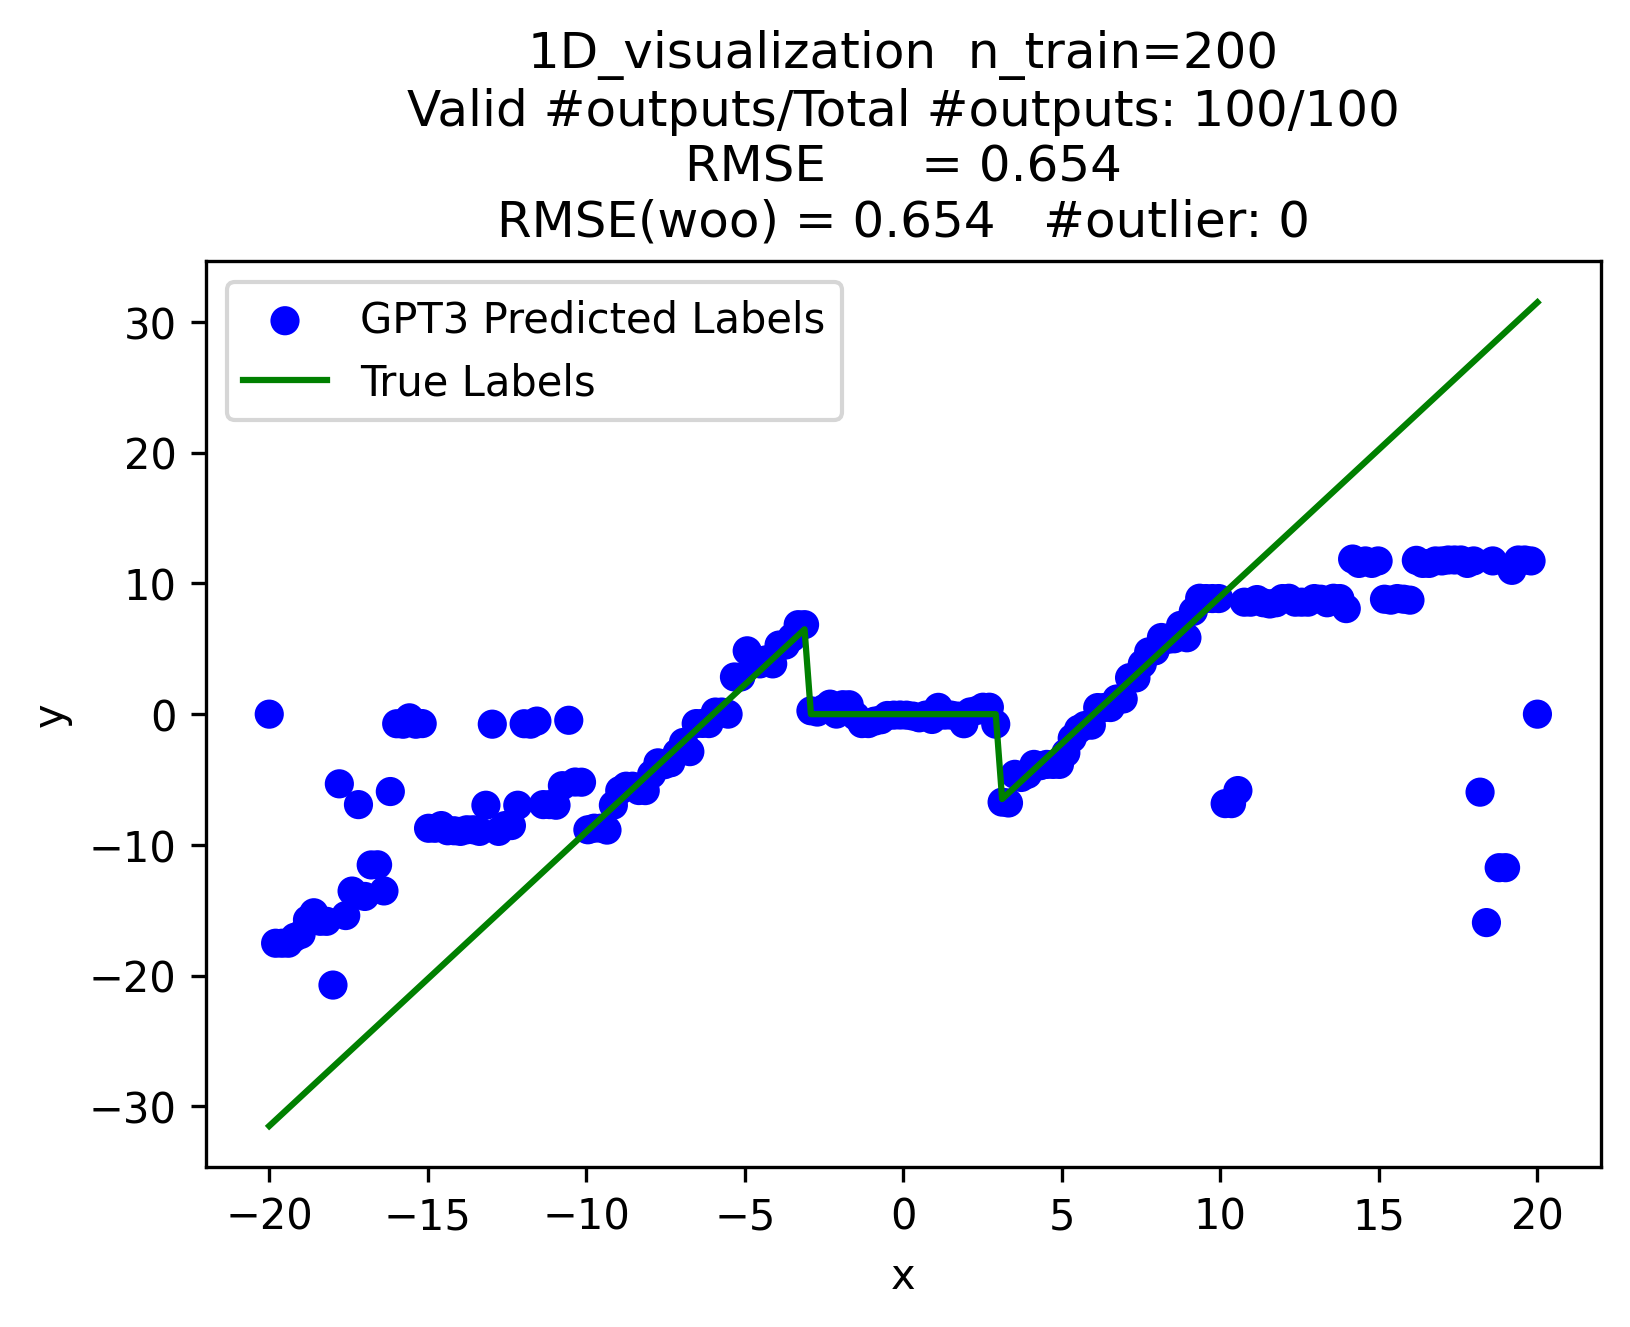 1D_visualization  n_train=200
Valid #outputs/Total #outputs: 100/100
RMSE      = 0.654
RMSE(woo) = 0.654   #outlier: 0
GPT3 Predicted Labels
True Labels
30
20
10
0
−10
−20
−30
y
−20 −15 −10 −5 0 5 10 15 20
x